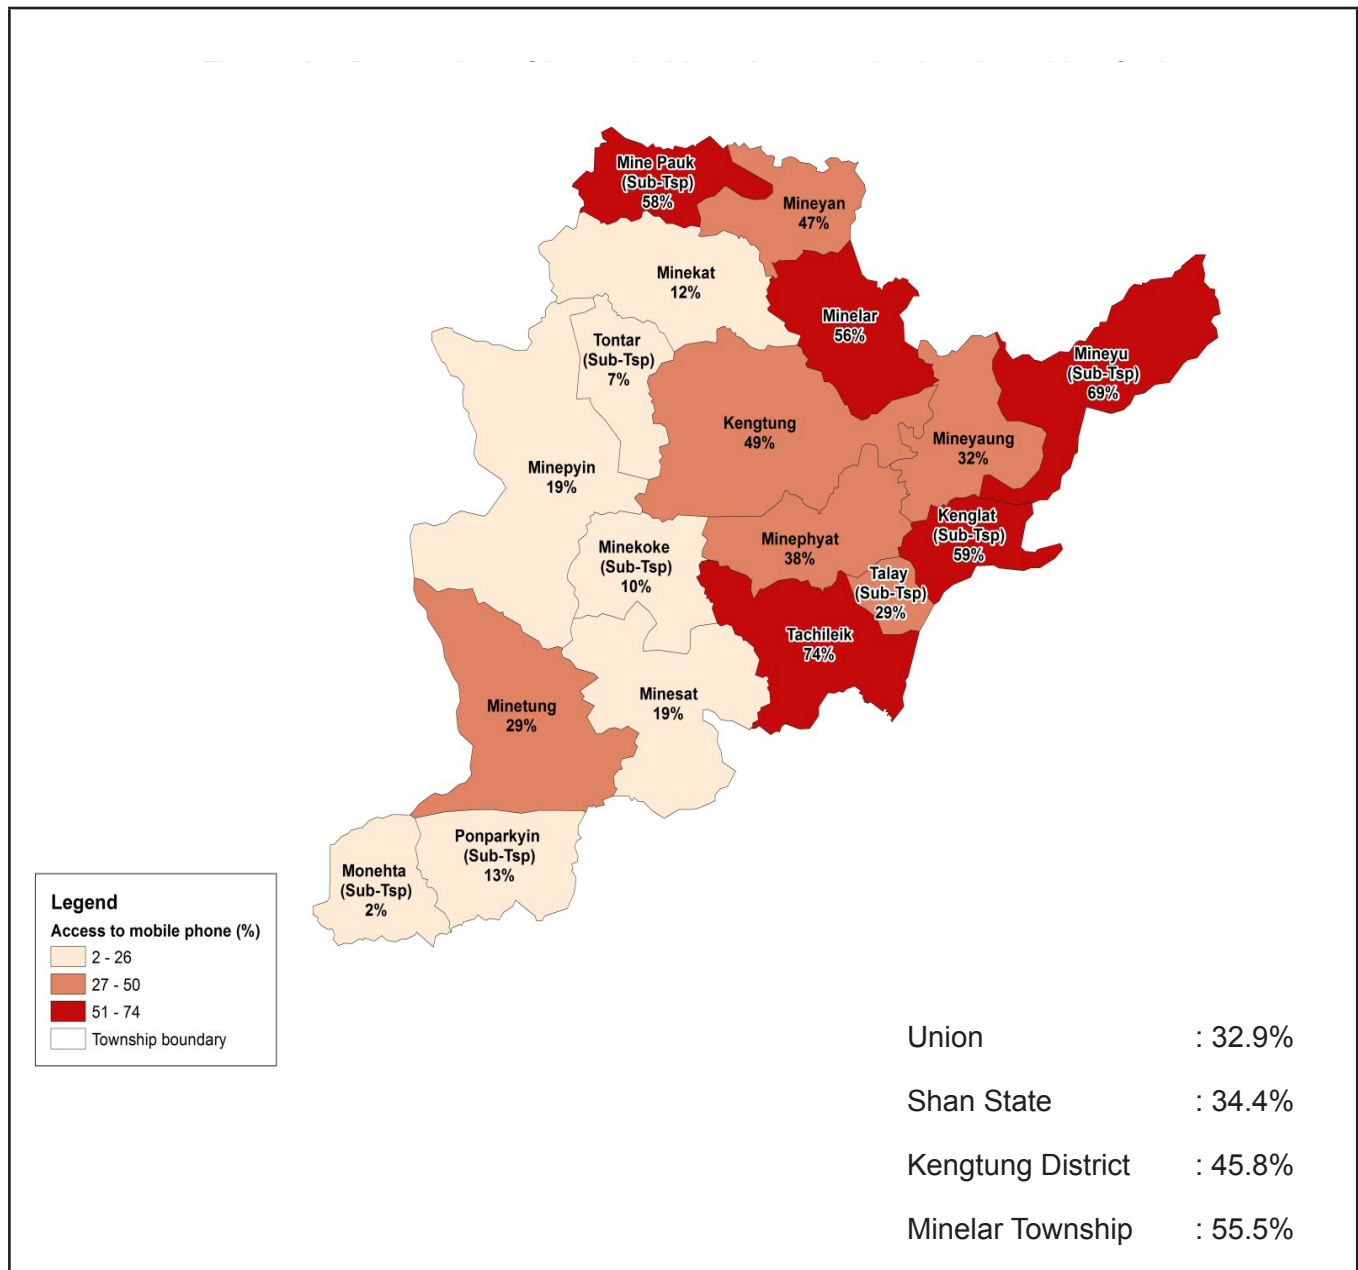 Mine Pauk
(Sub-Tsp)
58%
Mineyan
47%
Minekat
12%
Minelar
56%
Mineyu
(Sub-Tsp)
69%
Tontar
(Sub-Tsp)
7%
Kengtung
49%
Mineyaung
32%
Minepyin
19%
Kenglat
(Sub-Tsp)
59%
Minekoke
(Sub-Tsp)
10%
Minephyat
38%
Talay
(Sub-Tsp)
29%
Tachileik
74%
Minetung
29%
Minesat
19%
Ponparkyin
(Sub-Tsp)
13%
Monehta
(Sub-Tsp)
2%
Legend
Access to mobile phone (%)
2 - 26
27 - 50
51 - 74
Township boundary
Union : 32.9%
Shan State : 34.4%
Kengtung District : 45.8%
Minelar Township : 55.5%